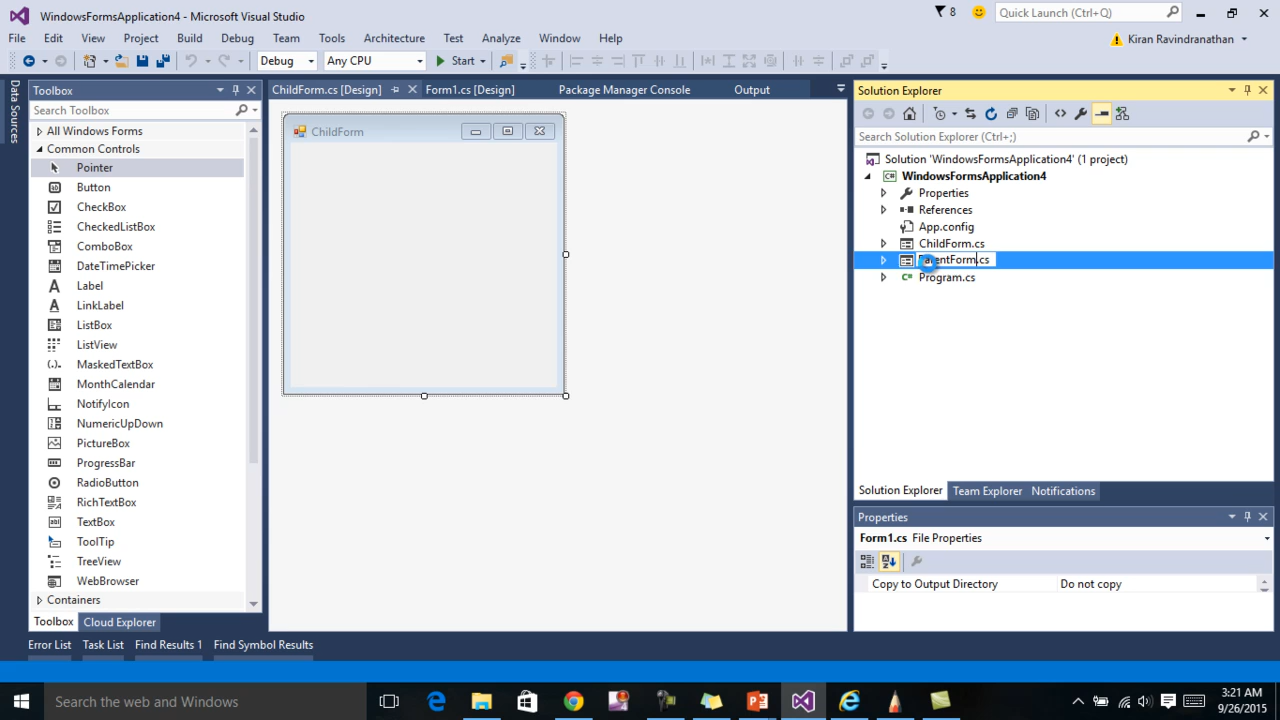 WindowsFormsApplication4 - Microsoft Visual Studio
8
Quick Launch (Ctrl+Q)
File Edit View Project Build Debug Team Tools Architecture Test Analyze Window Help
Kiran Ravindranathan
Debug Any CPU Start
Data Sources
Toolbox
Search Toolbox
All Windows Forms
Common Controls
Pointer
Button
CheckBox
CheckedListBox
ComboBox
DateTimePicker
Label
LinkLabel
ListBox
ListView
MaskedTextBox
MonthCalendar
NotifyIcon
NumericUpDown
PictureBox
ProgressBar
RadioButton
RichTextBox
TextBox
ToolTip
TreeView
WebBrowser
Containers
Toolbox Cloud Explorer
ChildForm.cs [Design] Form1.cs [Design] Package Manager Console Output
ChildForm
Solution Explorer
Search Solution Explorer (Ctrl+;)
Solution 'WindowsFormsApplication4' (1 project)
WindowsFormsApplication4
Properties
References
App.config
ChildForm.cs
ParentForm.cs
Program.cs
Solution Explorer Team Explorer Notifications
Properties
Form1.cs File Properties
Copy to Output Directory Do not copy
Error List Task List Find Results 1 Find Symbol Results
Search the web and Windows
3:21 AM
9/26/2015